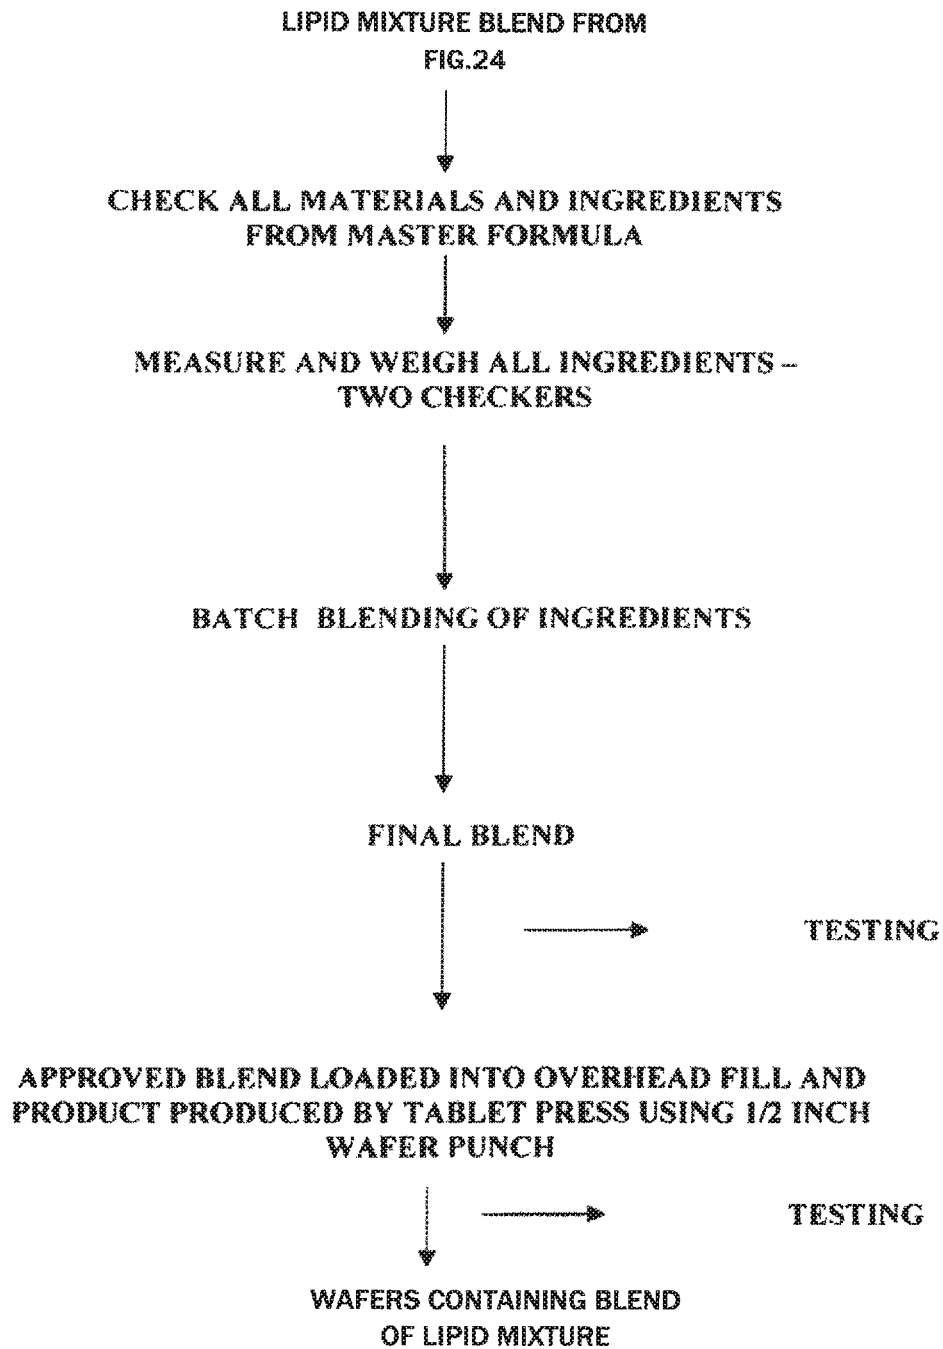 LIPID MIXTURE BLEND FROM
FIG.24
CHECK ALL MATERIALS AND INGREDIENTS
FROM MASTER FORMULA
MEASURE AND WEIGH ALL INGREDIENTS –
TWO CHECKERS
BATCH BLENDING OF INGREDIENTS
FINAL BLEND
TESTING
APPROVED BLEND LOADED INTO OVERHEAD FILL AND
PRODUCT PRODUCED BY TABLET PRESS USING 1/2 INCH
WAFER PUNCH
TESTING
WAFERS CONTAINING BLEND
OF LIPID MIXTURE